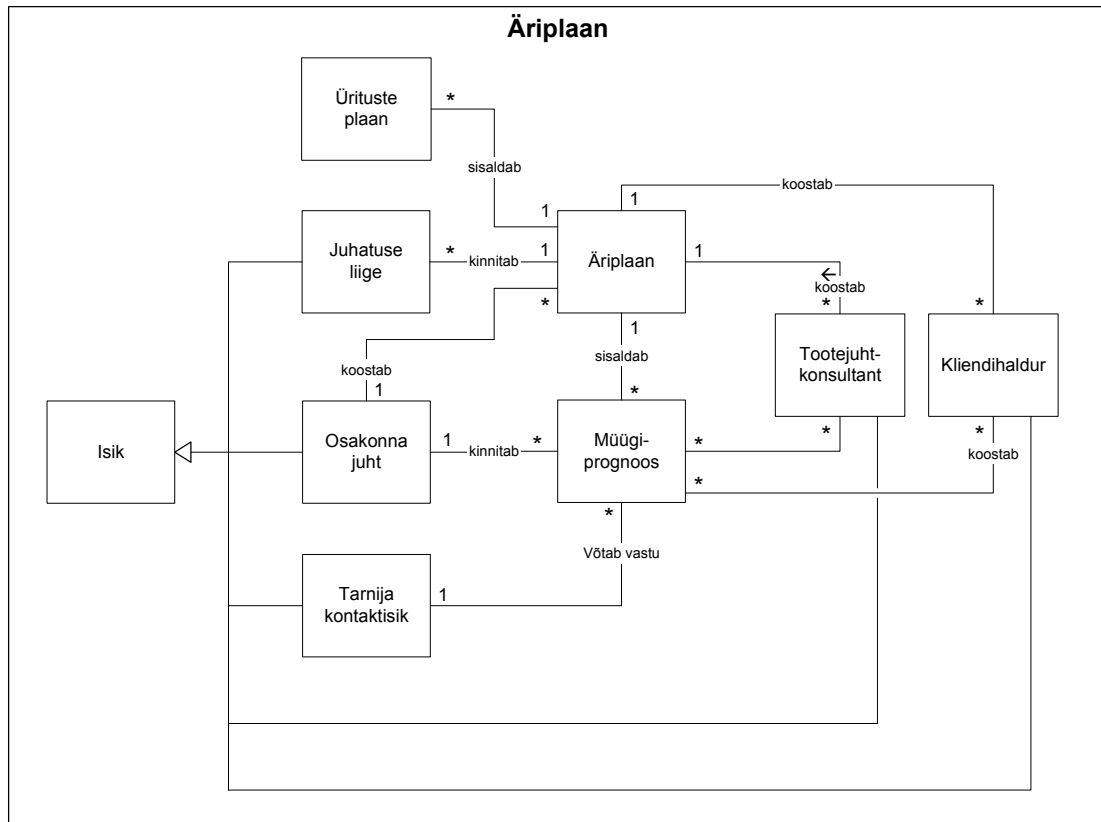 Äriplaan
Ürituste
plaan
*
sisaldab
koostab
1
1
Juhatuse
liige
*
kinnitab
1
Äriplaan
1
←
koostab
*
*
*
1
sisaldab
Tootejuht-
konsultant
Kliendihaldur
koostab
1
*
Isik
Osakonna
juht
1
kinnitab
*
Müügi-
prognoos
*
*
*
koostab
*
*
Võtab vastu
Tarnija
kontaktisik
1